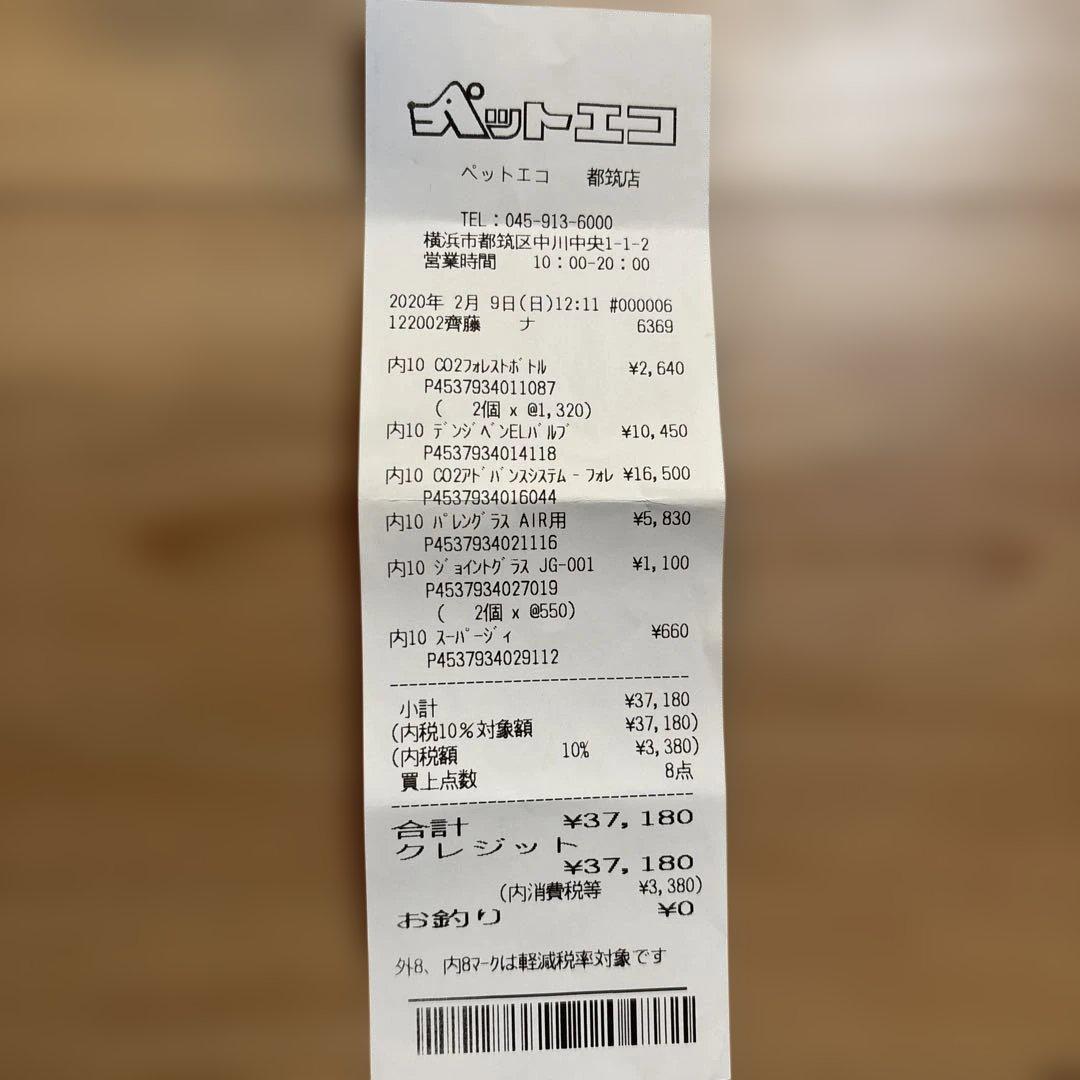 ペットエコ
ペットエコ 都筑店
TEL：045-913-6000
横浜市都筑区中川中央1-1-2
営業時間 10：00-20：00
2020年 2月 9日(日)12:11 #000006
122002齊藤 ナ 6369
内10 CO2ﾌｫﾚｽﾄﾎﾞﾄﾙ ¥2,640
P4537934011087
( 2個 x @1,320)
内10 ﾃﾞﾝｼﾞﾍﾞﾝELﾊﾞﾙﾌﾞ ¥10,450
P4537934014118
内10 CO2ｱﾄﾞﾊﾞﾝｽｼｽﾃﾑ-ﾌｫﾚ ¥16,500
P4537934016044
内10 ﾊﾟﾚﾝｸﾞﾗｽ AIR用 ¥5,830
P4537934021116
内10 ｼﾞｮｲﾝﾄｸﾞﾗｽ JG-001 ¥1,100
P4537934027019
( 2個 x @550)
内10 ｽｰﾊﾟｰｼﾞｨ ¥660
P4537934029112
小計 ¥37,180
(内税10%対象額 ¥37,180)
(内税額 10% ¥3,380)
買上点数 8点
合計 ¥37,180
クレジット
¥37,180
(内消費税等 ¥3,380)
お釣り ¥0
外8、内8ﾏｰｸは軽減税率対象です